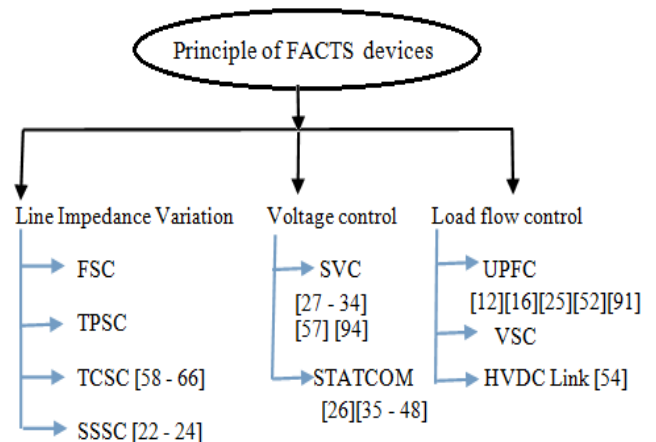 Principle of FACTS devices
Line Impedance Variation
FSC
TPSC
TCSC [58 - 66]
SSSC [22 - 24]
Voltage control
SVC
[27 - 34]
[57] [94]
STATCOM
[26][35 - 48]
Load flow control
UPFC
[12][16][25][52][91]
VSC
HVDC Link [54]